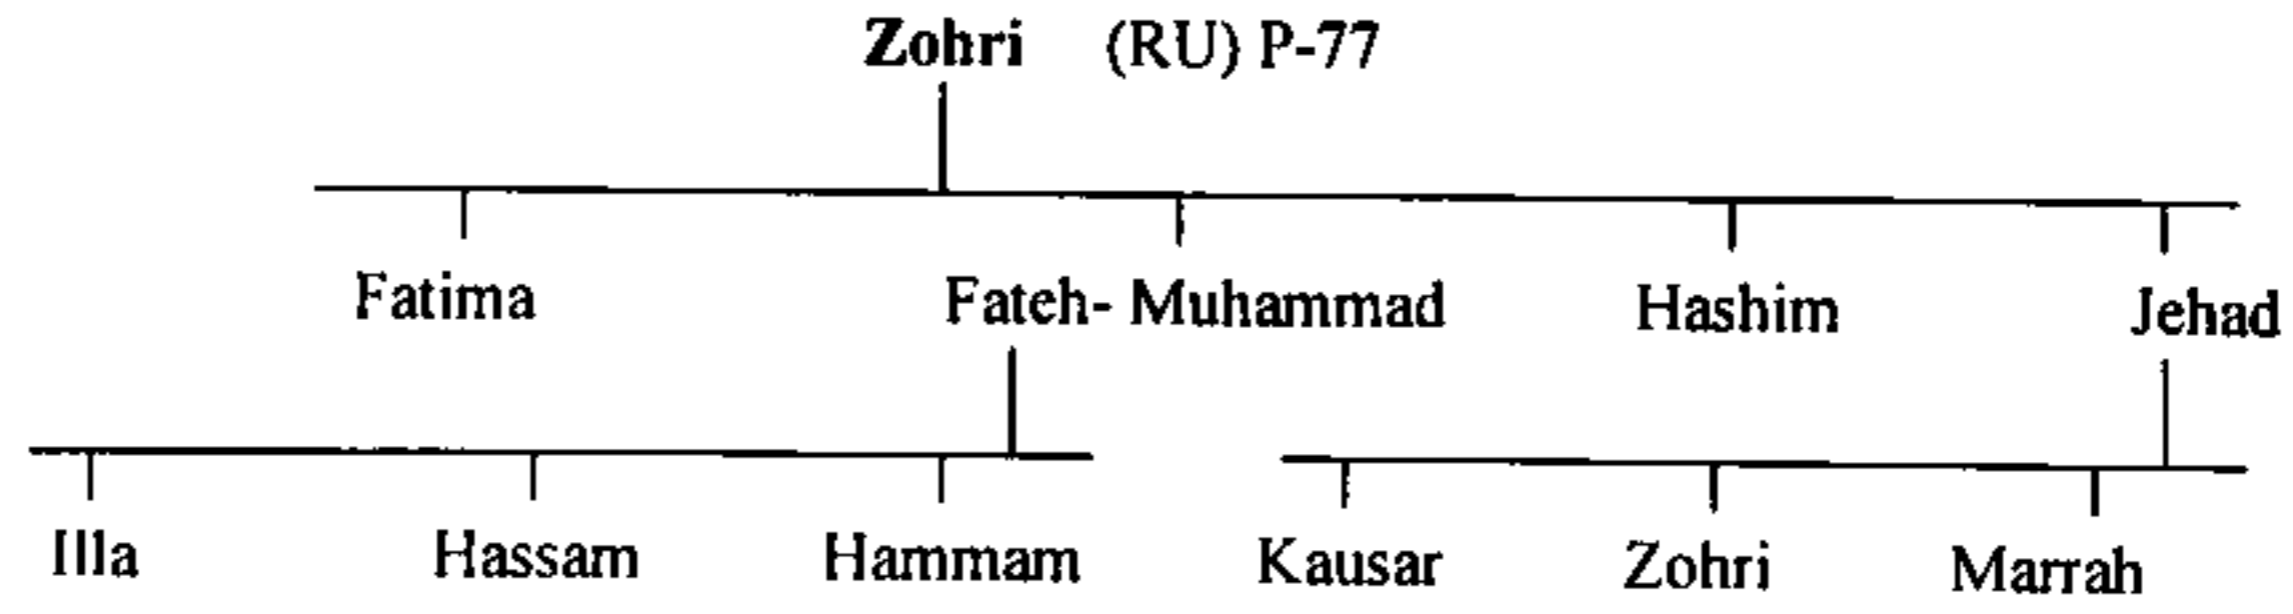 Zohri (RU) P-77
Fatima Fateh- Muhammad Hashim Jehad
Illa Hassam Hammam Kausar Zohri Marrah